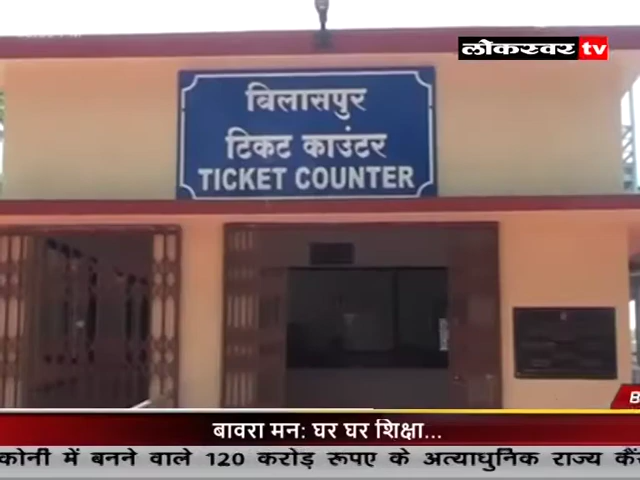 लोकस्वर tv
बिलासपुर
टिकट काउंटर
TICKET COUNTER
बावरा मन: घर घर शिक्षा...
कोनी में बनने वाले 120 करोड़ रूपए के अत्याधुनिक राज्य कैं